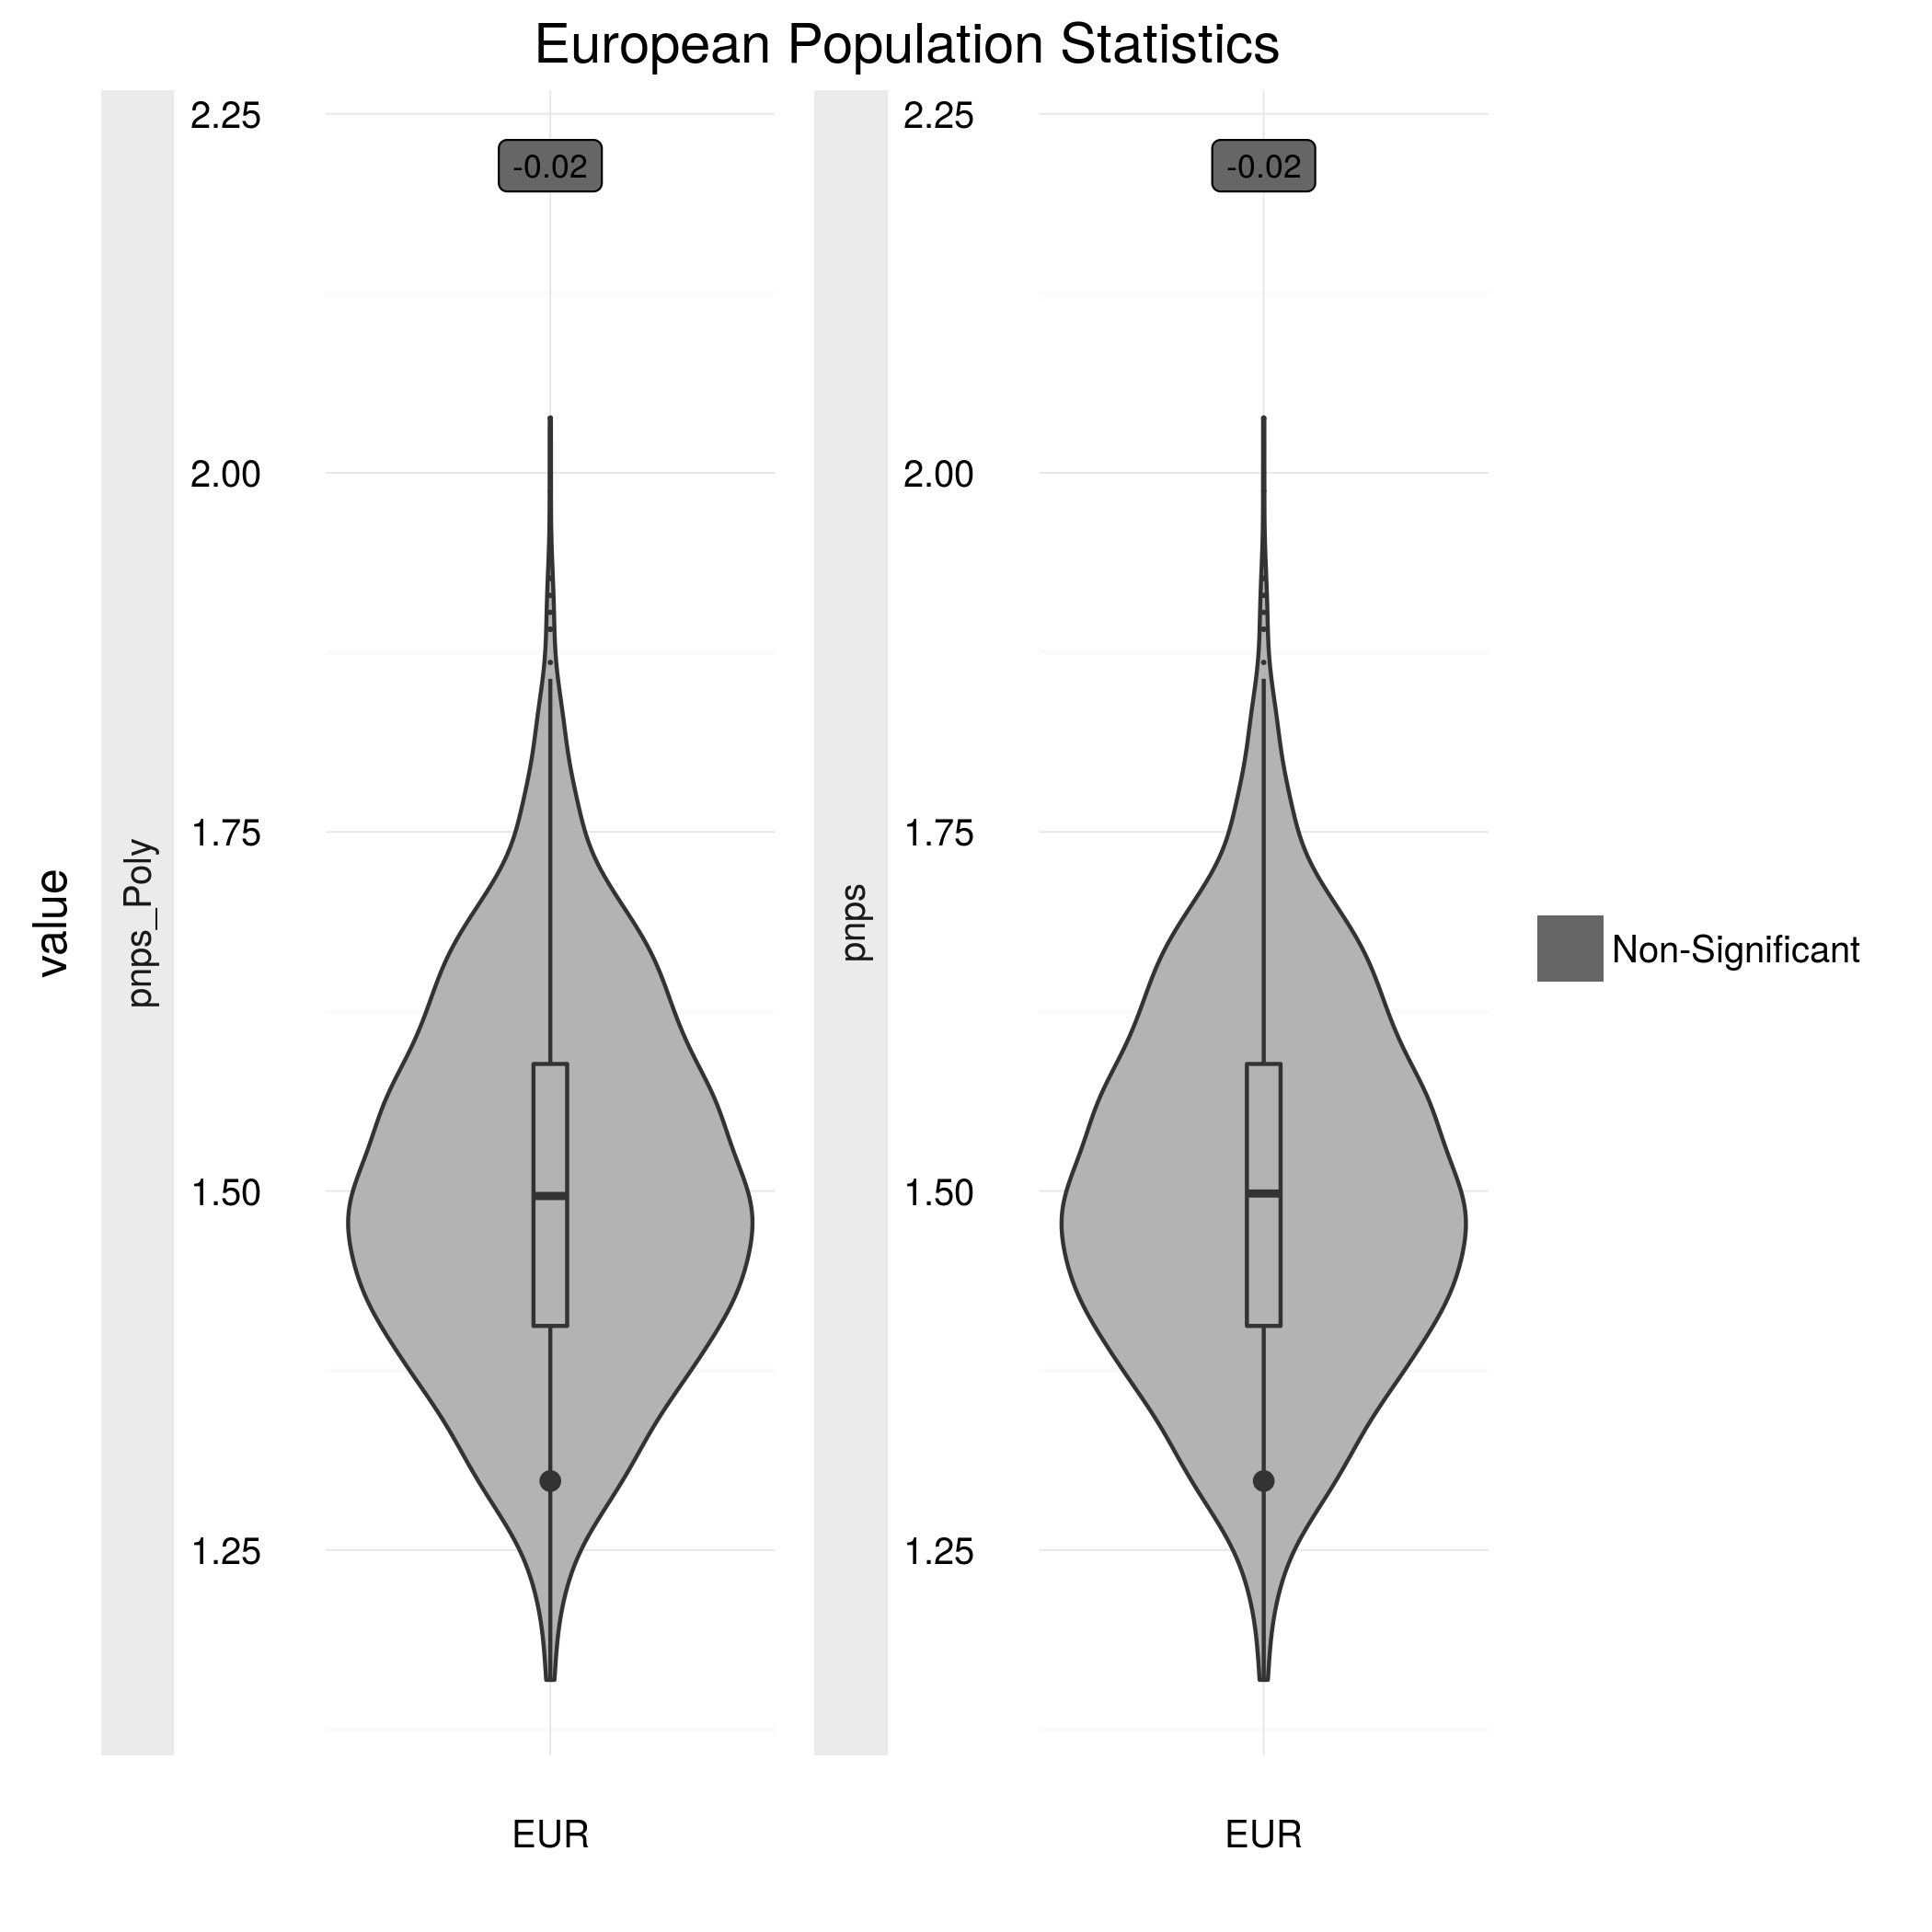 European Population Statistics
value
pnps_Poly
2.25
2.00
1.75
1.50
1.25
-0.02
EUR
pnps
2.25
2.00
1.75
1.50
1.25
-0.02
EUR
Non-Significant